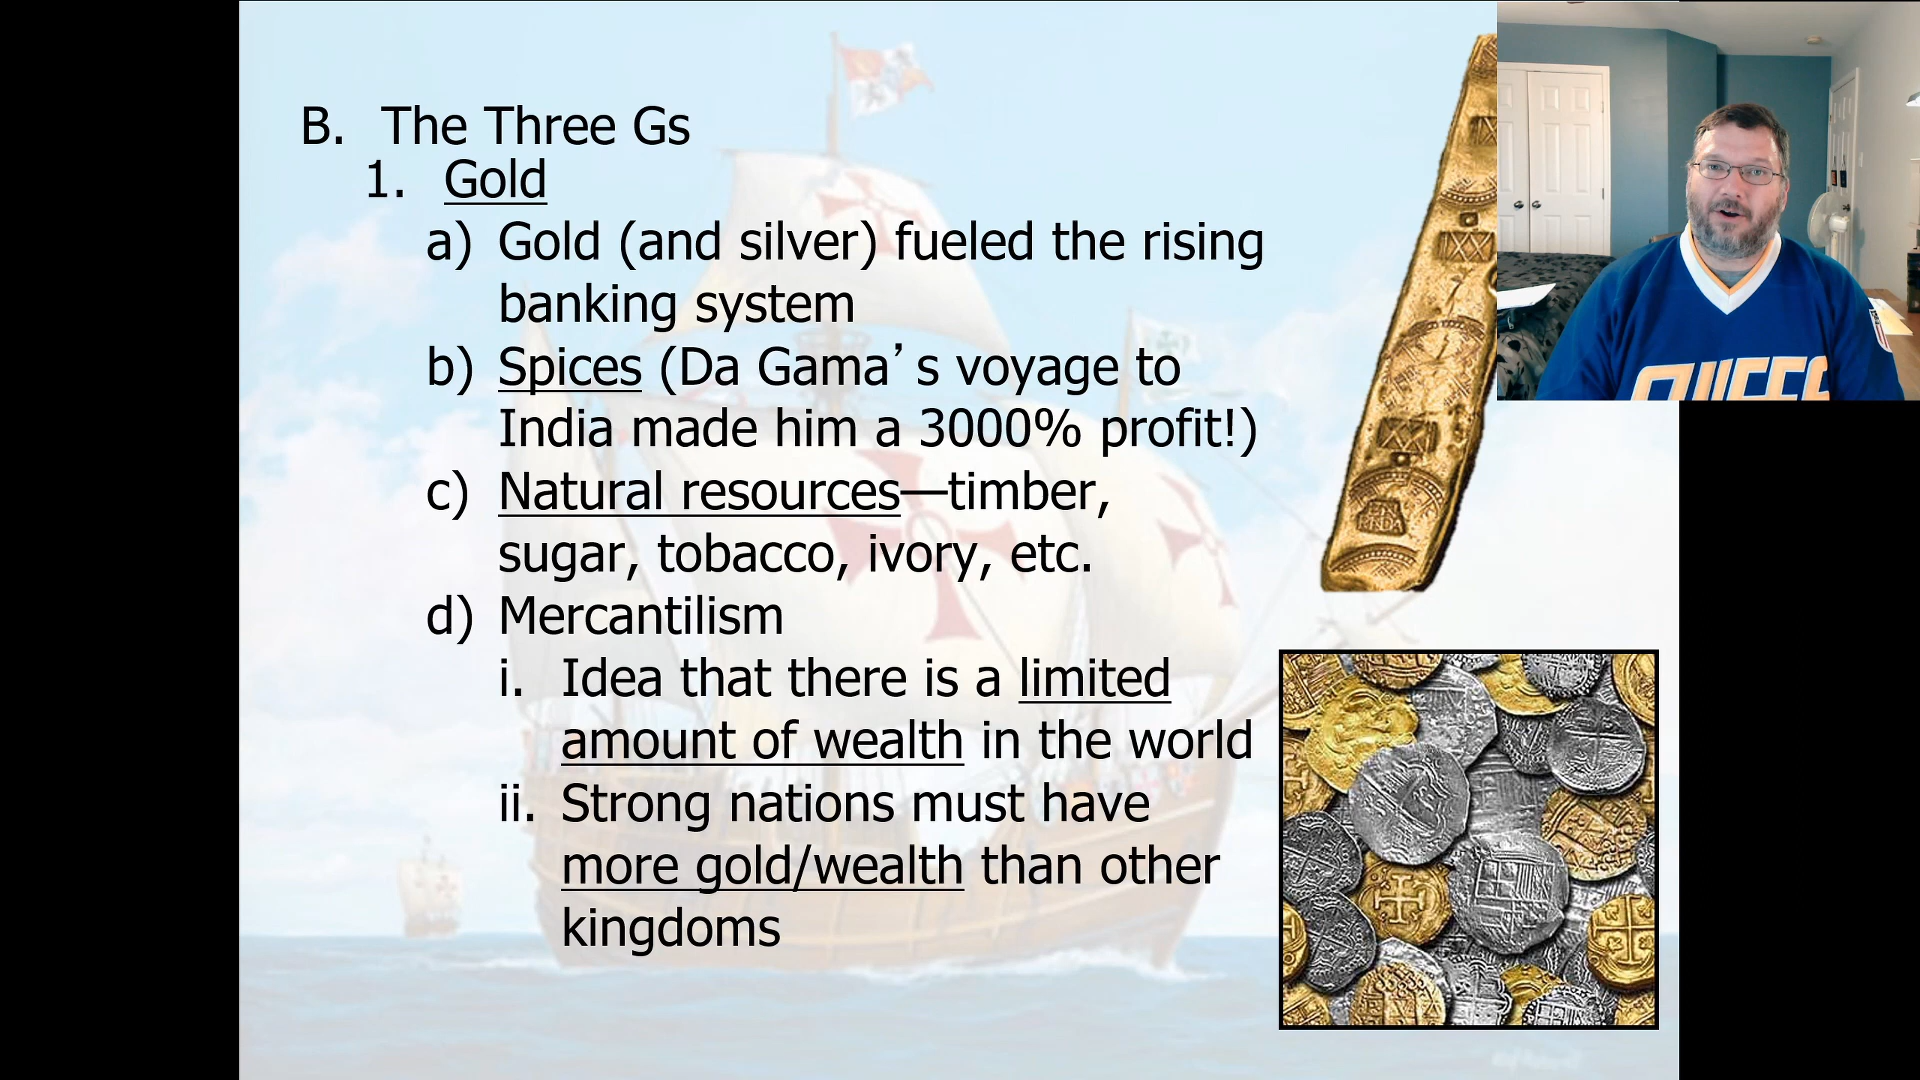 B. The Three Gs
1. Gold
a) Gold (and silver) fueled the rising
banking system
b) Spices (Da Gama’s voyage to
India made him a 3000% profit!)
c) Natural resources—timber,
sugar, tobacco, ivory, etc.
d) Mercantilism
i. Idea that there is a limited
amount of wealth in the world
ii. Strong nations must have
more gold/wealth than other
kingdoms